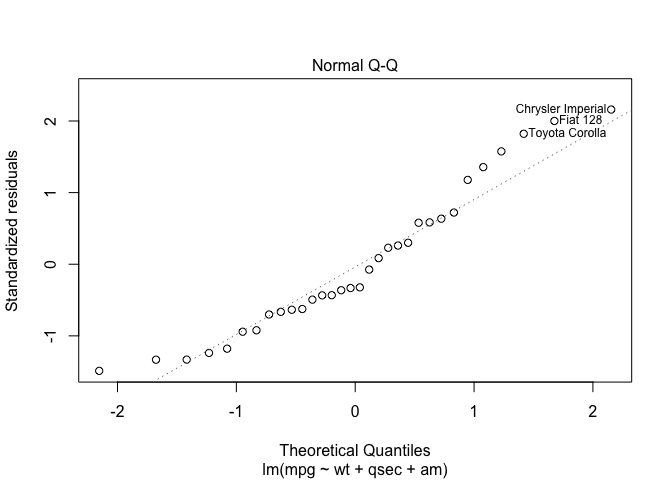 Normal Q-Q
Standardized residuals
2
1
0
-1
Chrysler Imperial
Fiat 128
Toyota Corolla
-2
-1
0
1
2
Theoretical Quantiles
lm(mpg ~ wt + qsec + am)